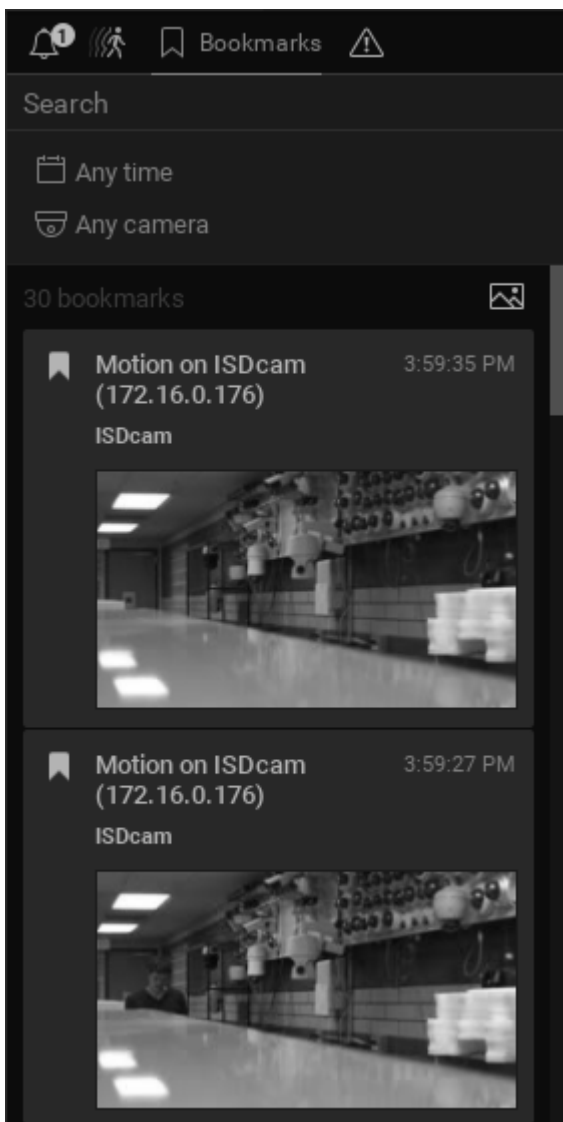 1
Bookmarks
Search
Any time
Any camera
30 bookmarks
Motion on ISDcam
3:59:35 PM
(172.16.0.176)
ISDcam
Motion on ISDcam
3:59:27 PM
(172.16.0.176)
ISDcam